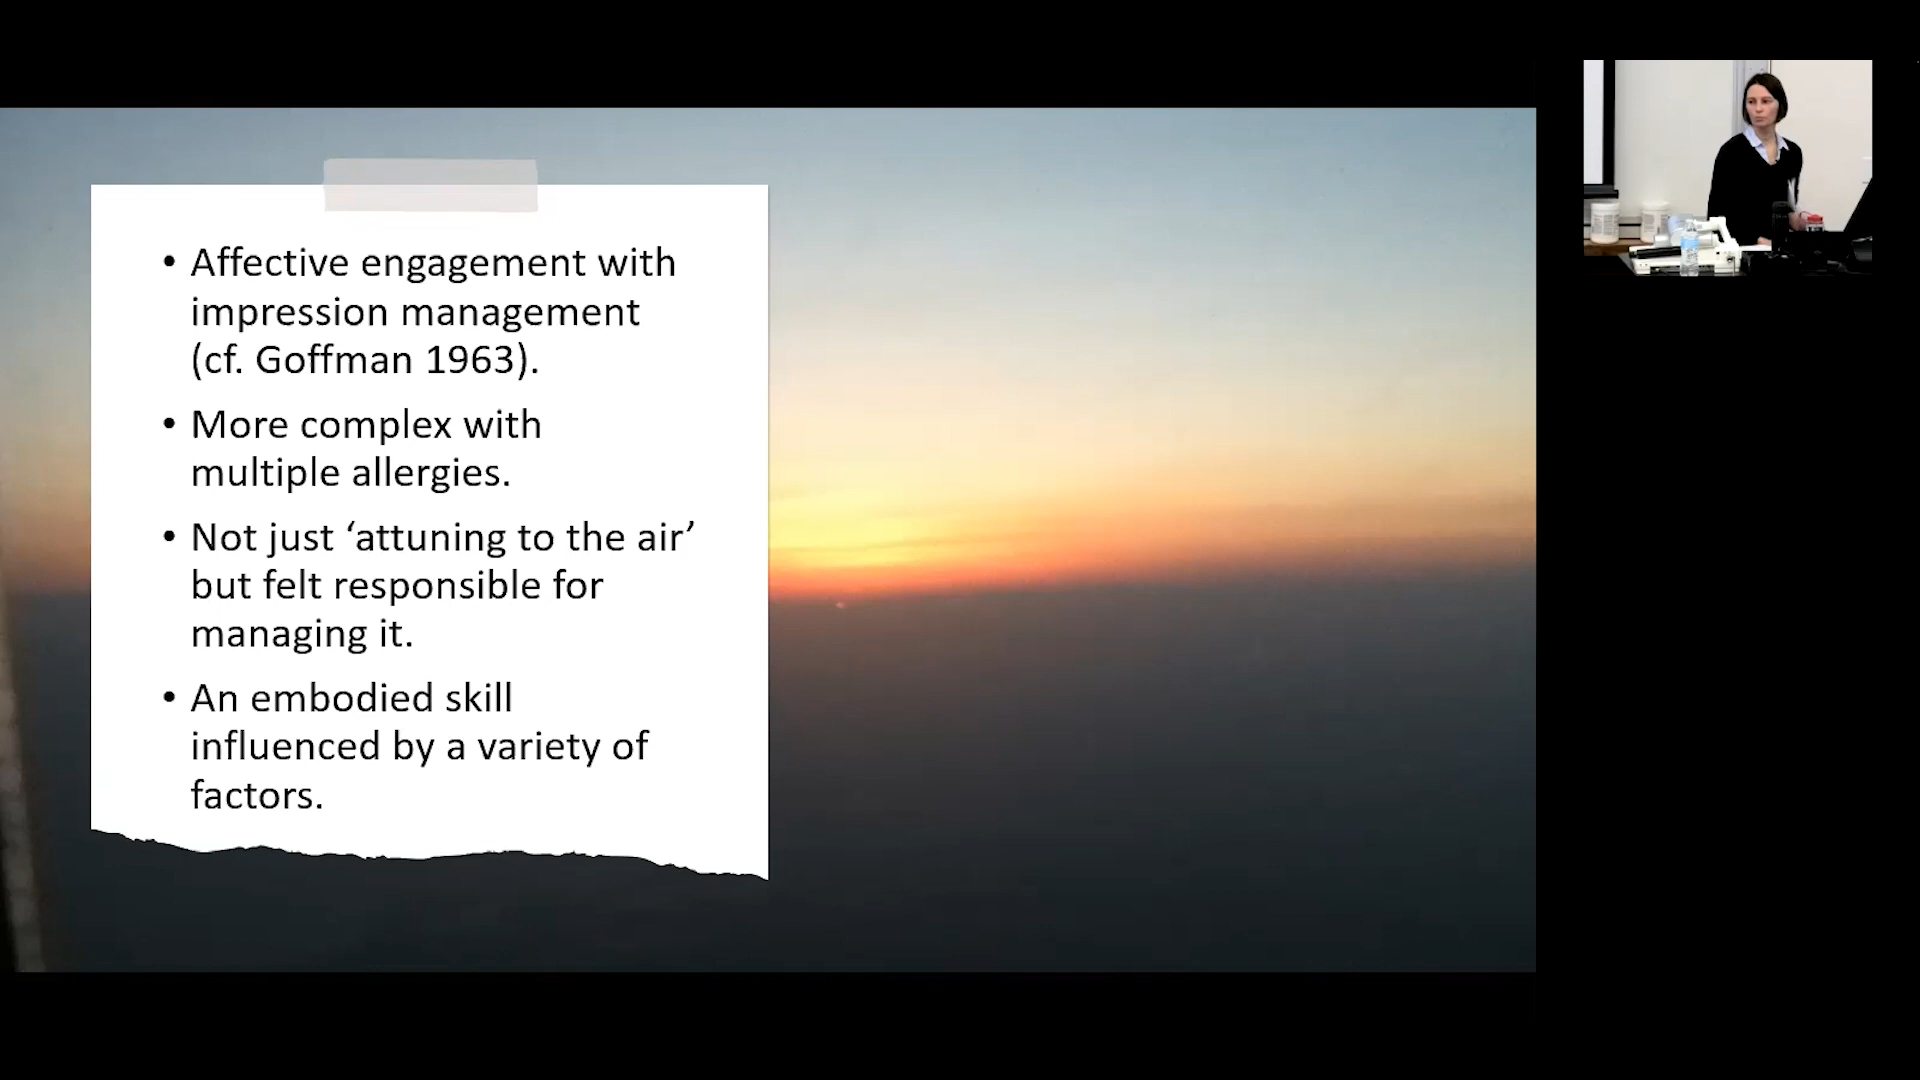 • Affective engagement with
impression management
(cf. Goffman 1963).
• More complex with
multiple allergies.
• Not just ‘attuning to the air’
but felt responsible for
managing it.
• An embodied skill
influenced by a variety of
factors.